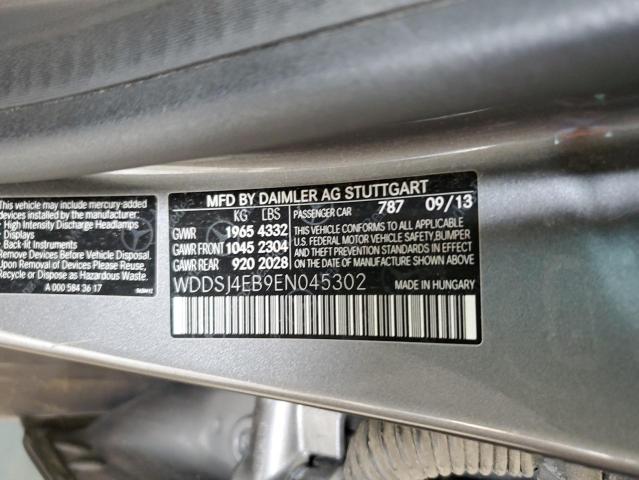 This vehicle may include mercury-added
devices installed by the manufacturer:
- High Intensity Discharge Headlamps
- Displays
- Back-lit Instruments
Remove Devices Before Vehicle Disposal.
Upon Removal of Devices Please Reuse,
Recycle or Dispose as Hazardous Waste.
A 000 584 36 17
MFD BY DAIMLER AG STUTTGART
KG LBS PASSENGER CAR 787 09/13
GWR 1965 4332
GAWR FRONT 1045 2304
GAWR REAR 920 2028
THIS VEHICLE CONFORMS TO ALL APPLICABLE
U.S. FEDERAL MOTOR VEHICLE SAFETY, BUMPER
AND THEFT PREVENTION STANDARDS IN EFFECT
ON THE DATE OF MANUFACTURE SHOWN ABOVE.
WDDSJ4EB9EN045302 MADE IN HUNGARY